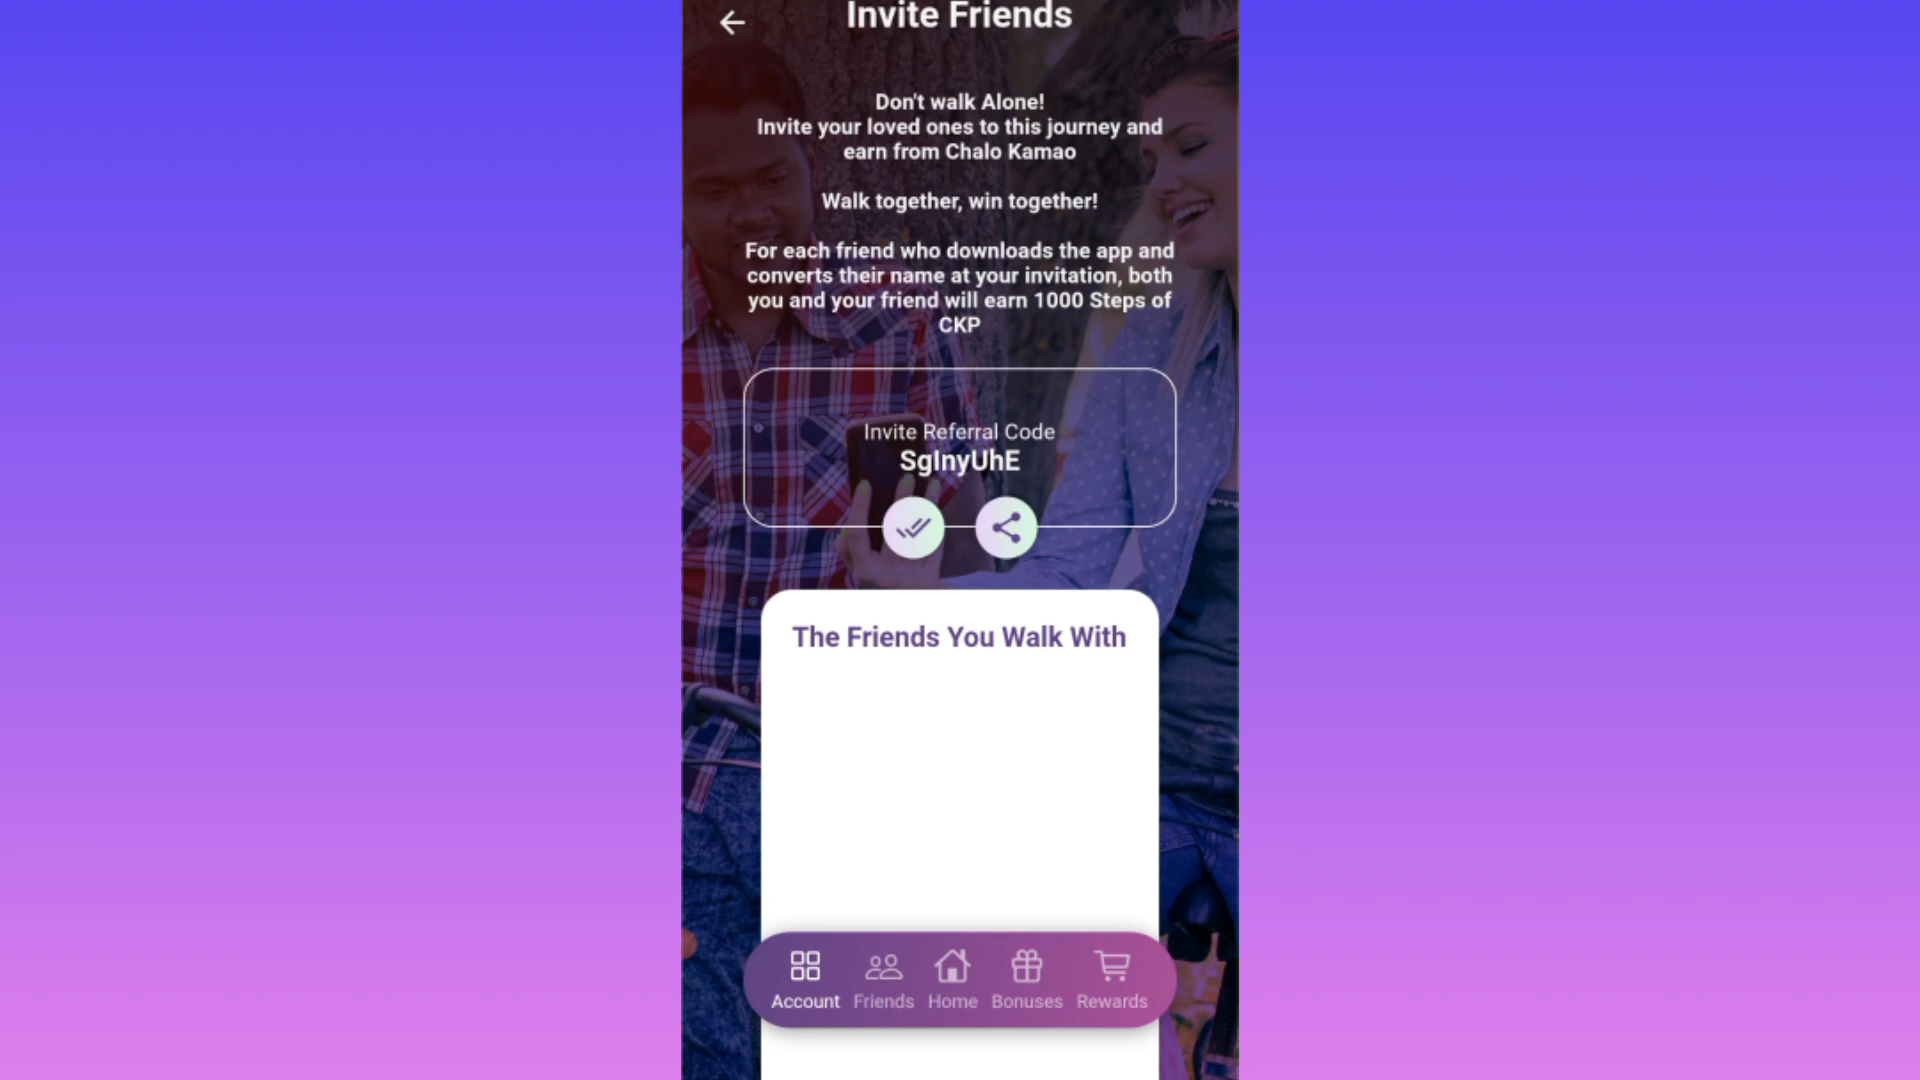 Invite Friends
Don't walk Alone!
Invite your loved ones to this journey and
earn from Chalo Kamao
Walk together, win together!
For each friend who downloads the app and
converts their name at your invitation, both
you and your friend will earn 1000 Steps of
CKP
Invite Referral Code
SgInyUhE
The Friends You Walk With
Account Friends Home Bonuses Rewards